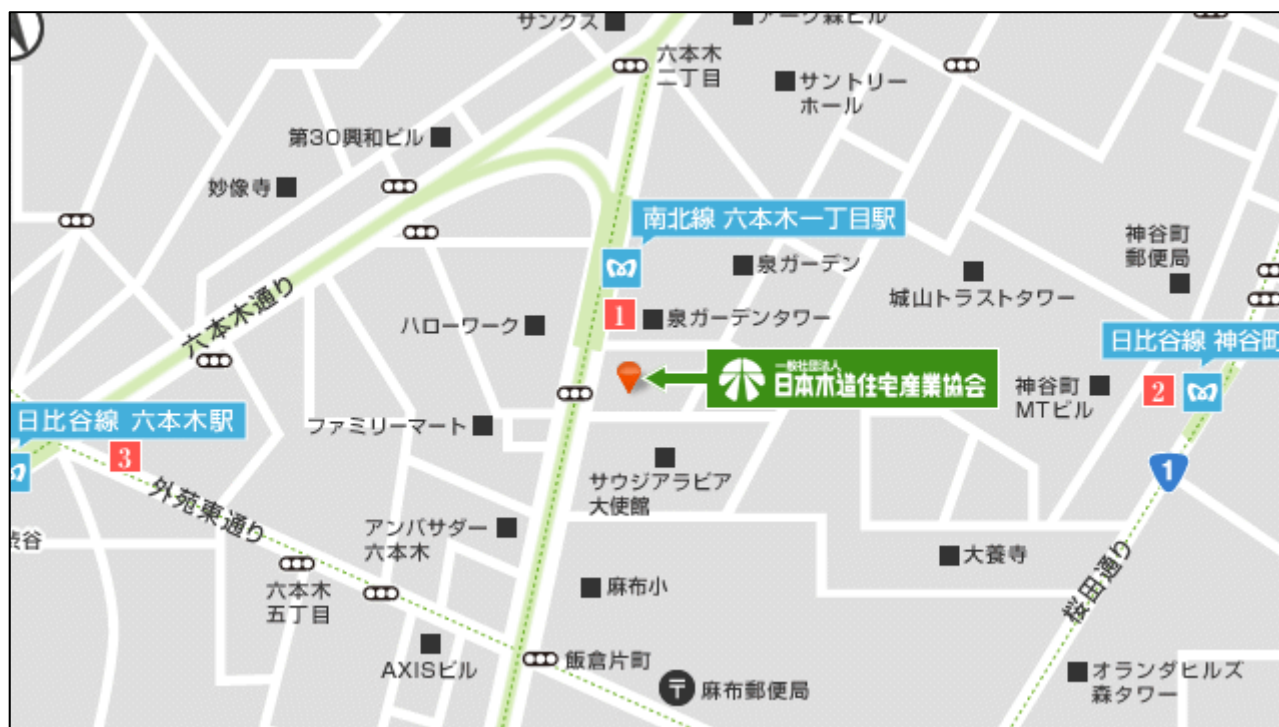 サンクス
アーク森ビル
六本木
二丁目
サントリー
ホール
第30興和ビル
妙像寺
南北線 六本木一丁目駅
神谷町
郵便局
泉ガーデン
城山トラストタワー
六本木通り
1
泉ガーデンタワー
ハローワーク
日比谷線 神谷町
一般社団法人
日本木造住宅産業協会
神谷町
MTビル
2
日比谷線 六本木駅
ファミリーマート
3
サウジアラビア
大使館
1
外苑東通り
渋谷
アンバサダー
六本木
大養寺
桜田通り
六本木
五丁目
麻布小
AXISビル
飯倉片町
麻布郵便局
オランダヒルズ
森タワー